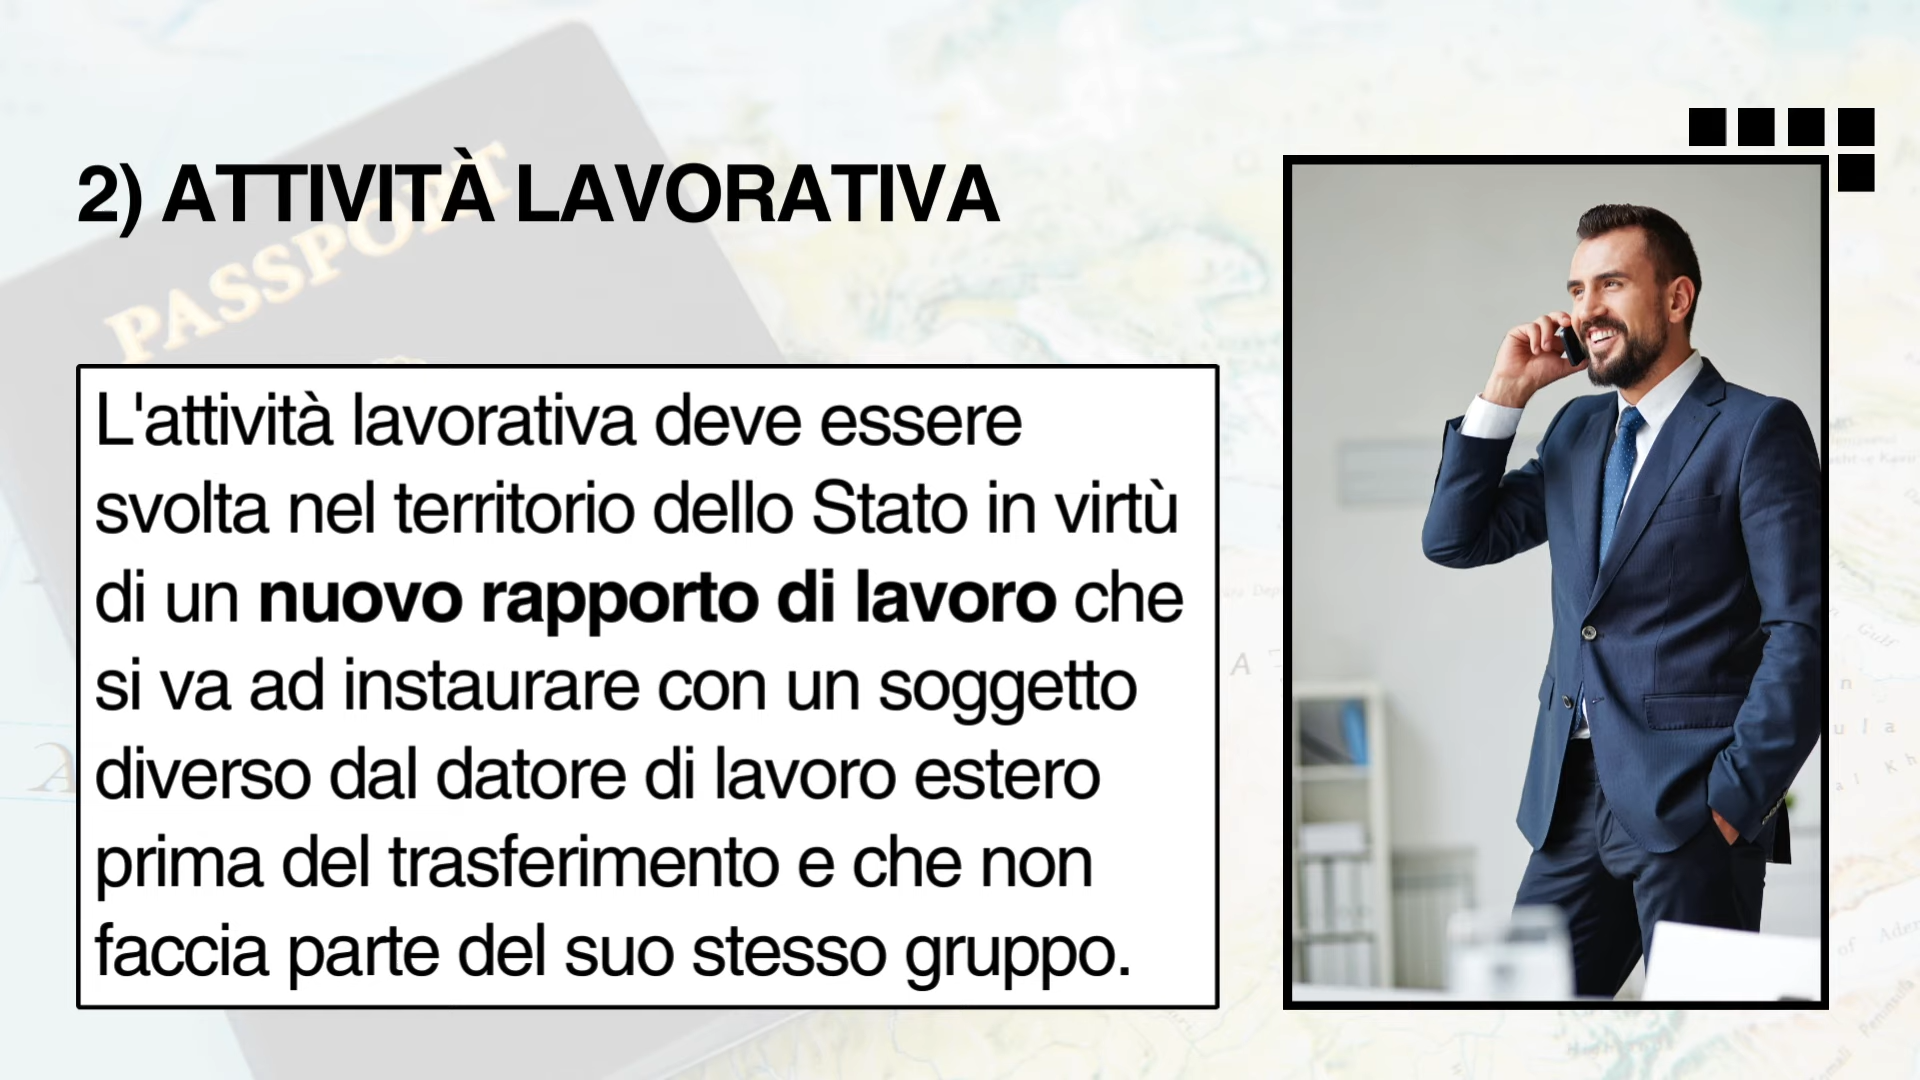 2) ATTIVITÀ LAVORATIVA
PASSPORT
L'attività lavorativa deve essere
svolta nel territorio dello Stato in virtù
di un nuovo rapporto di lavoro che
si va ad instaurare con un soggetto
diverso dal datore di lavoro estero
prima del trasferimento e che non
faccia parte del suo stesso gruppo.